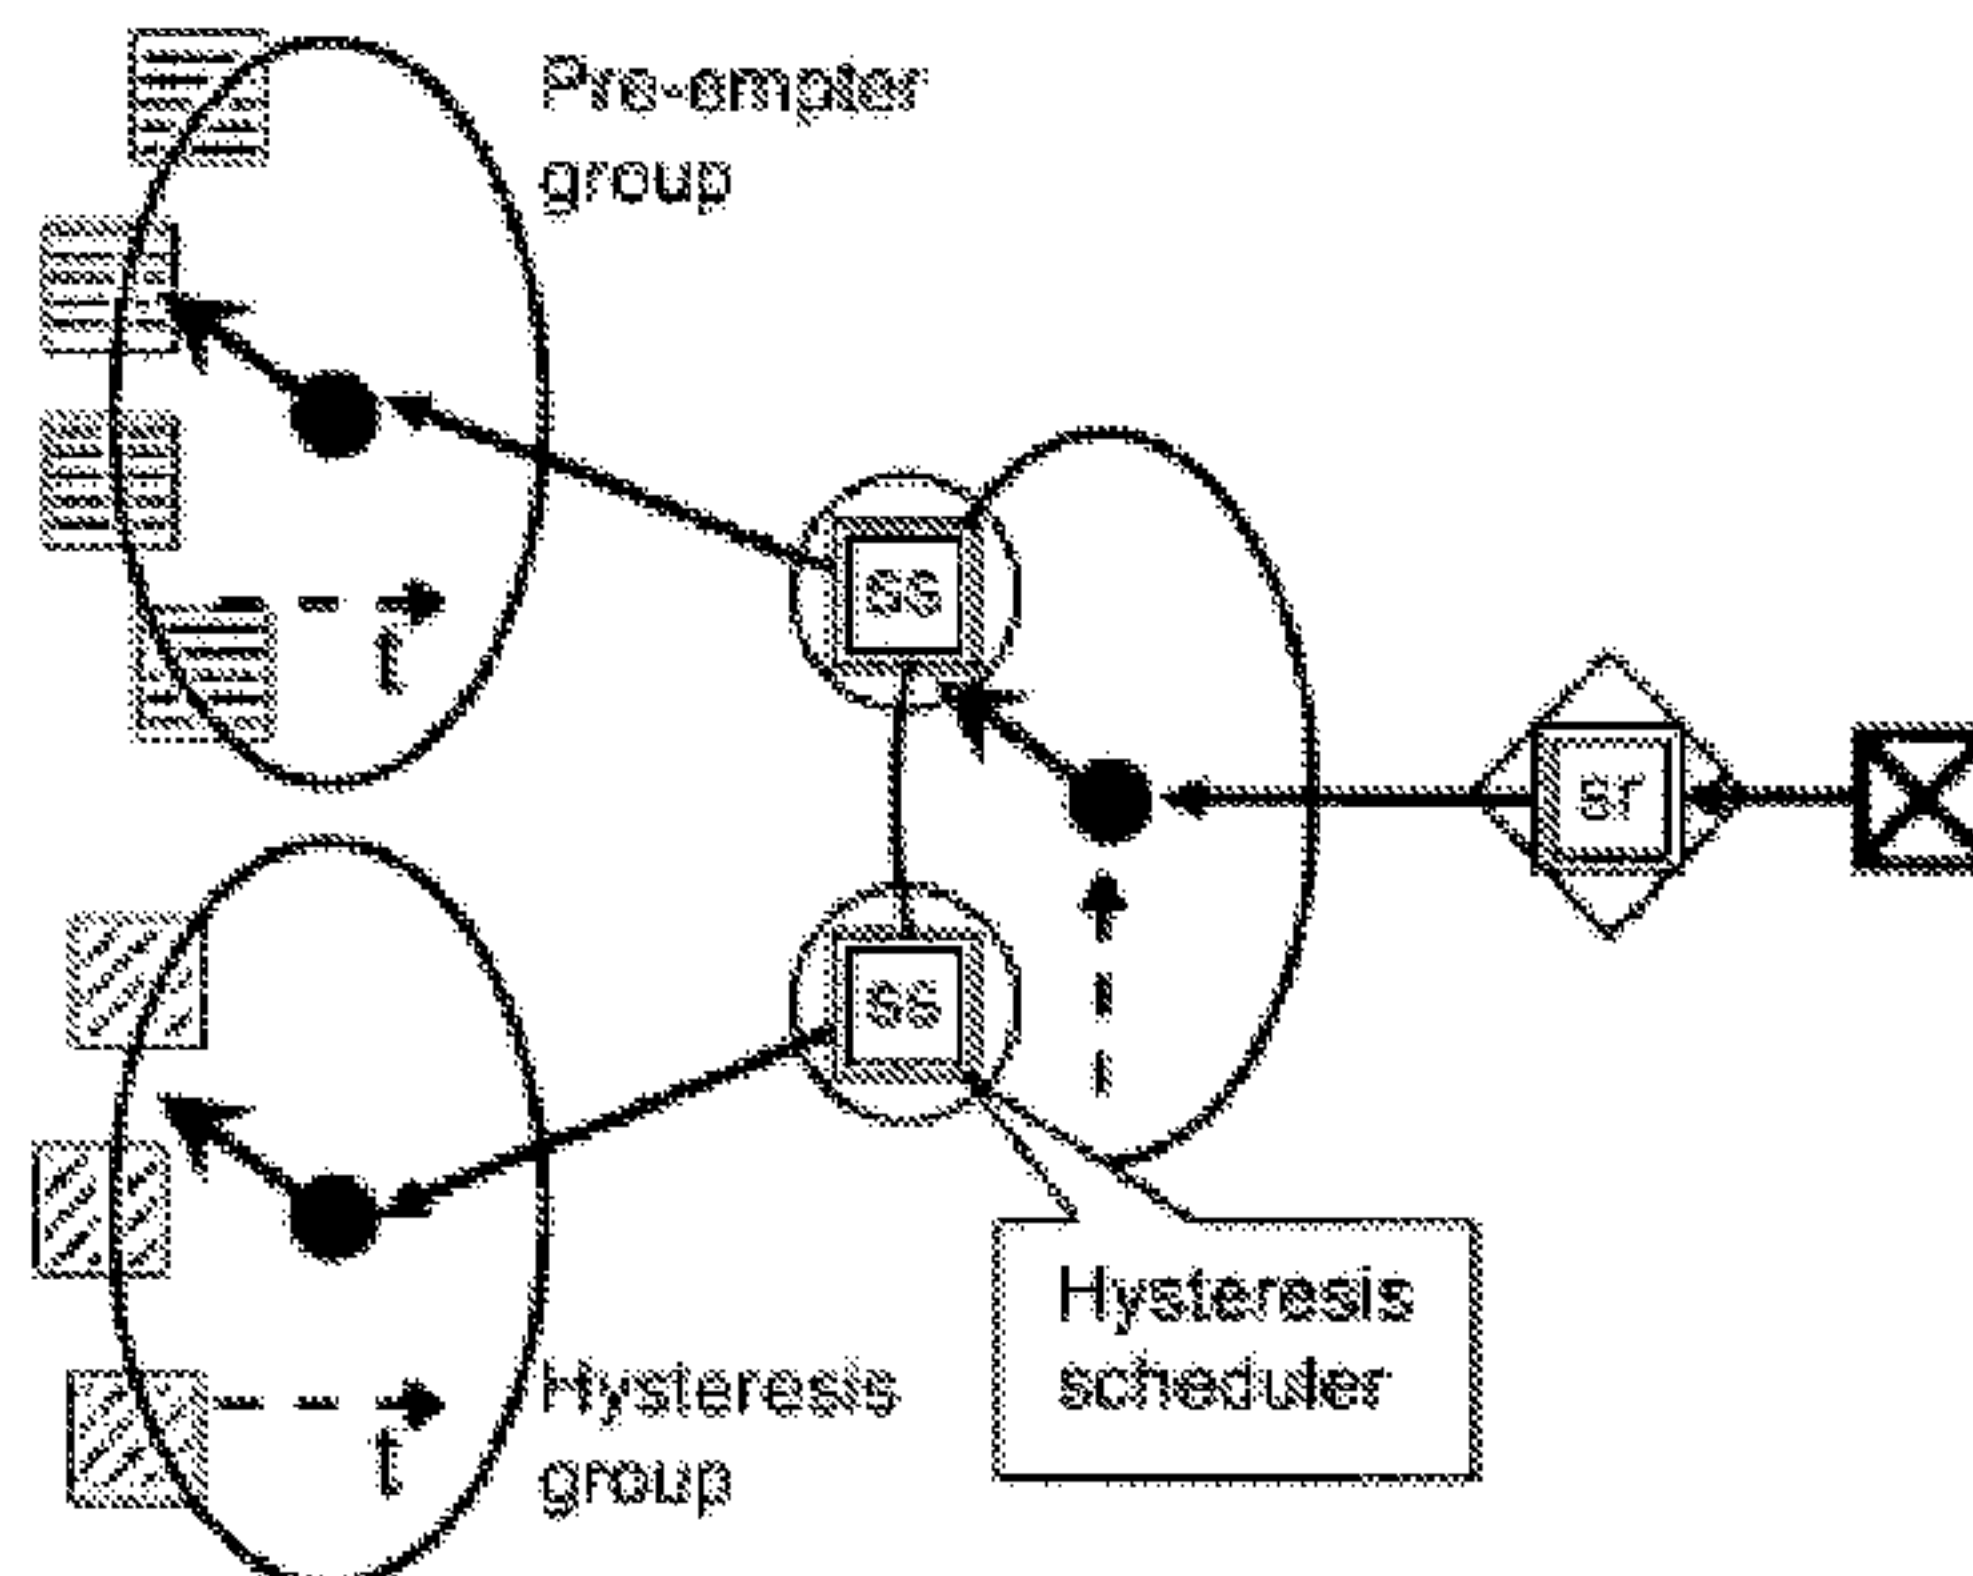 Pre-empter
group
t
ss
sr
ss
Hysteresis
scheduler
t
Hysteresis
group